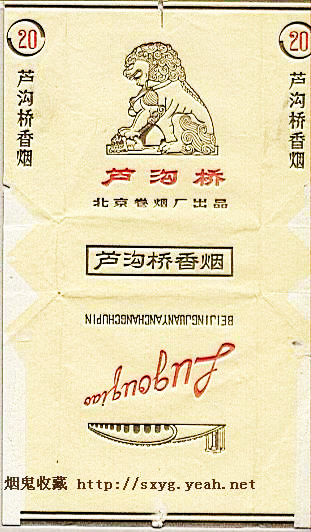 20
芦沟桥香烟
芦沟桥
北京卷烟厂出品
20
芦沟桥香烟
芦沟桥香烟
BEIJINGJUANYANCHANGCHUPIN
Lugouqiao
烟鬼收藏 http://sxyg.yeah.net